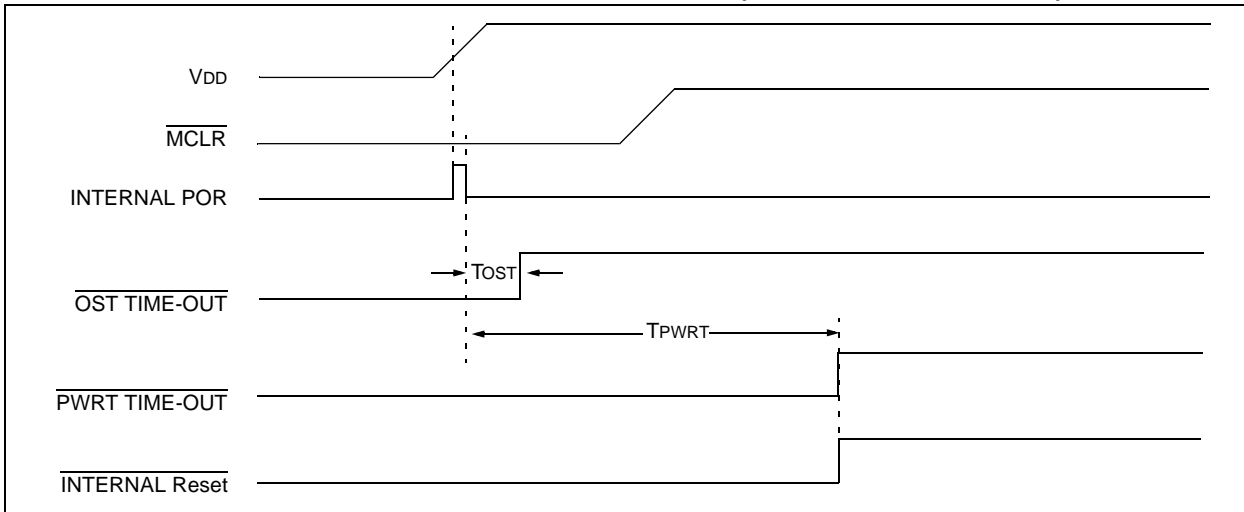 VDD
MCLR
INTERNAL POR
TOST
OST TIME-OUT
TPWRT
PWRT TIME-OUT
INTERNAL Reset